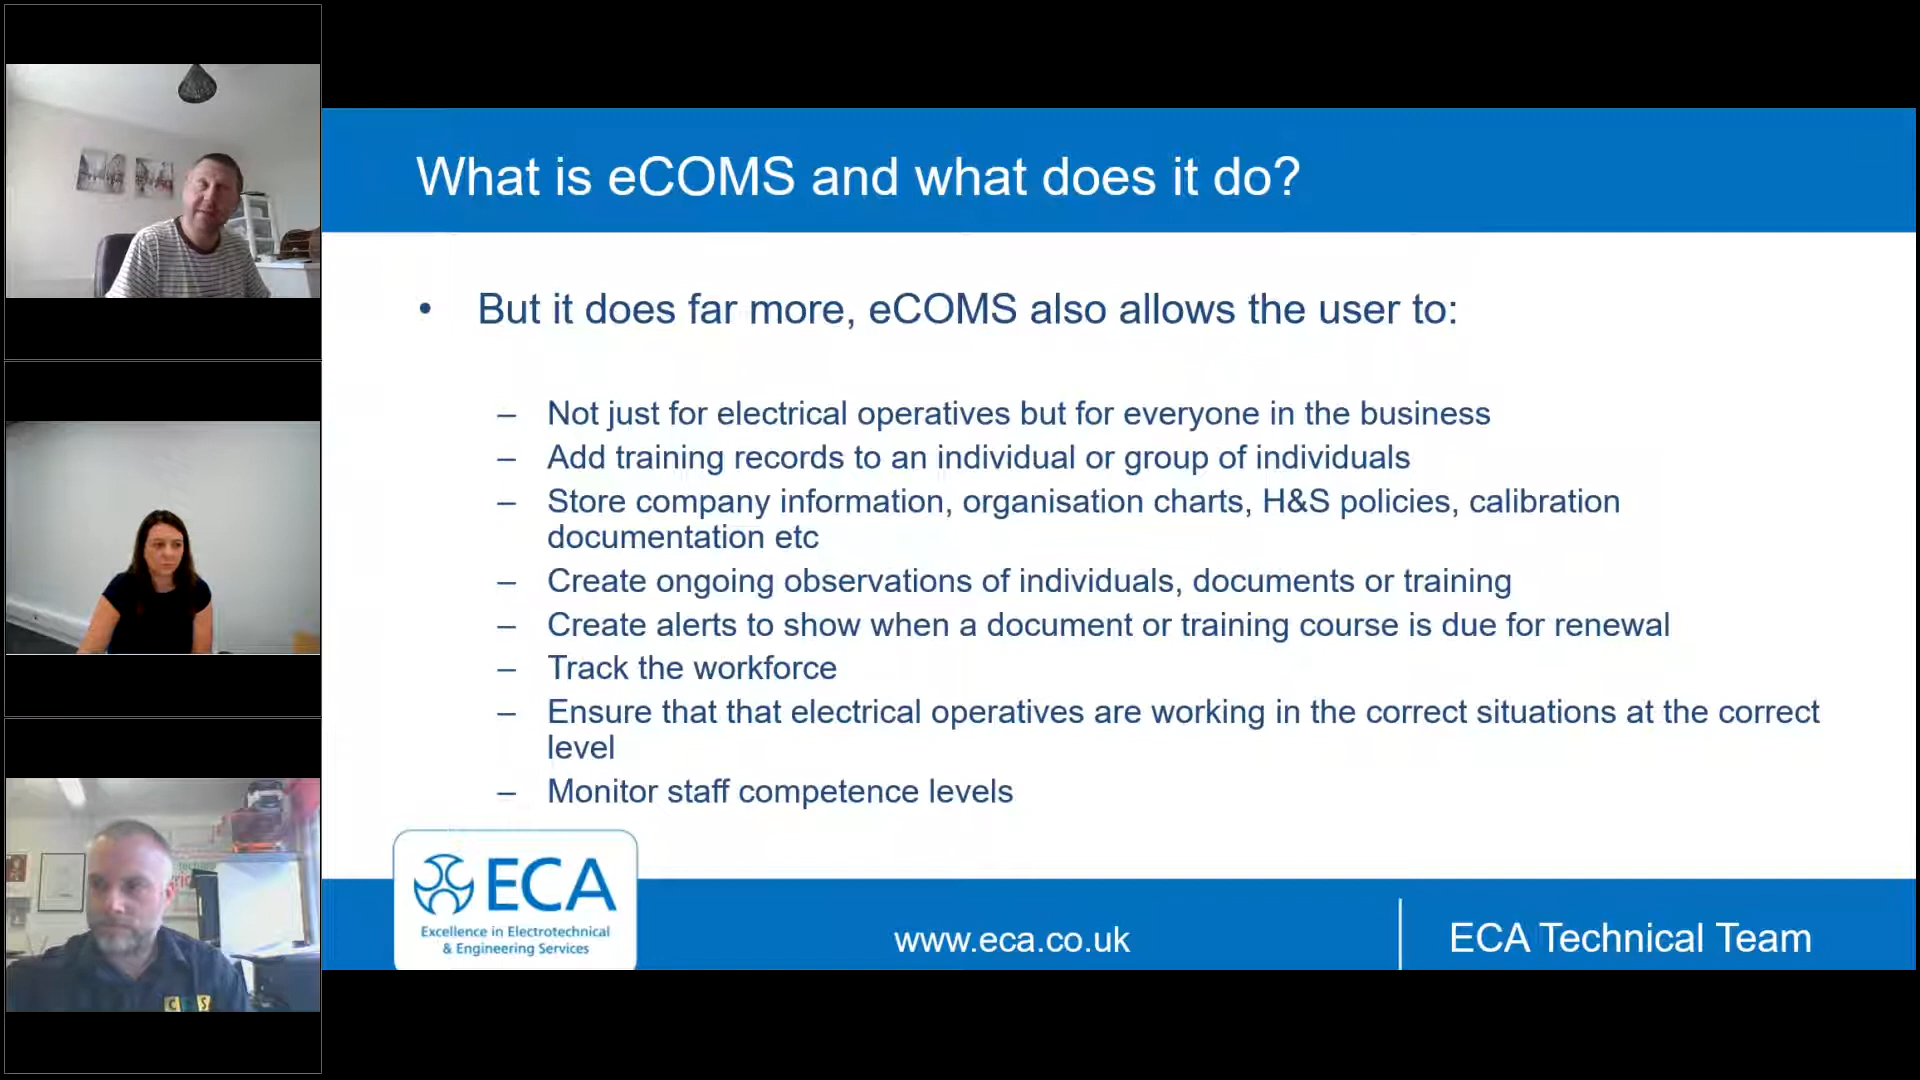 What is eCOMS and what does it do?
• But it does far more, eCOMS also allows the user to:
– Not just for electrical operatives but for everyone in the business
– Add training records to an individual or group of individuals
– Store company information, organisation charts, H&S policies, calibration
documentation etc
– Create ongoing observations of individuals, documents or training
– Create alerts to show when a document or training course is due for renewal
– Track the workforce
– Ensure that that electrical operatives are working in the correct situations at the correct
level
– Monitor staff competence levels
ECA
Excellence in Electrotechnical
& Engineering Services
www.eca.co.uk
ECA Technical Team